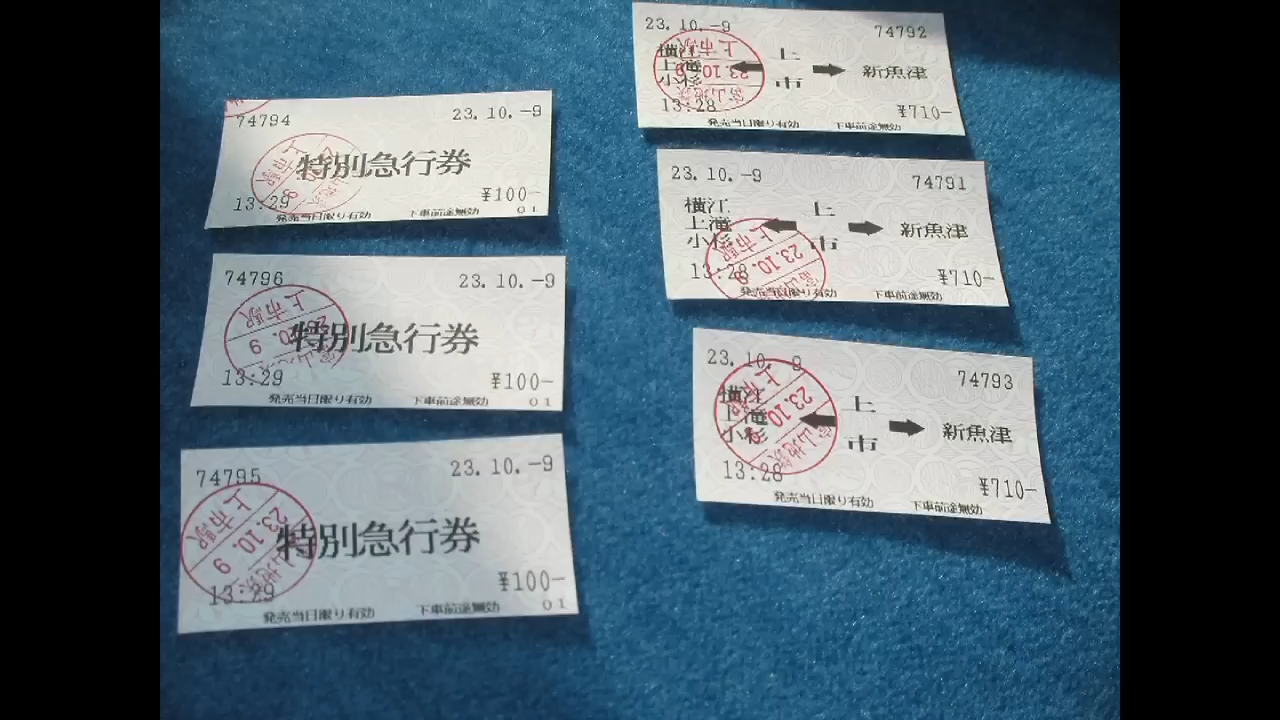 74794 23.10.-9
特別急行券
13:29 ¥100-
発売当日限り有効 下車前途無効 01
74796 23.10.-9
特別急行券
13:29 ¥100-
発売当日限り有効 下車前途無効 01
74795 23.10.-9
特別急行券
13:29 ¥100-
発売当日限り有効 下車前途無効 01
上市駅
23.10.9
富山地鉄
23.10.-9 74792
横江
上滝
小杉
上市
新魚津
13:28 ¥710-
発売当日限り有効 下車前途無効
23.10.-9 74791
横江
上滝
小杉
上市
新魚津
13:28 ¥710-
発売当日限り有効 下車前途無効
23.10.-9 74793
横江
上滝
小杉
上市
新魚津
13:28 ¥710-
発売当日限り有効 下車前途無効